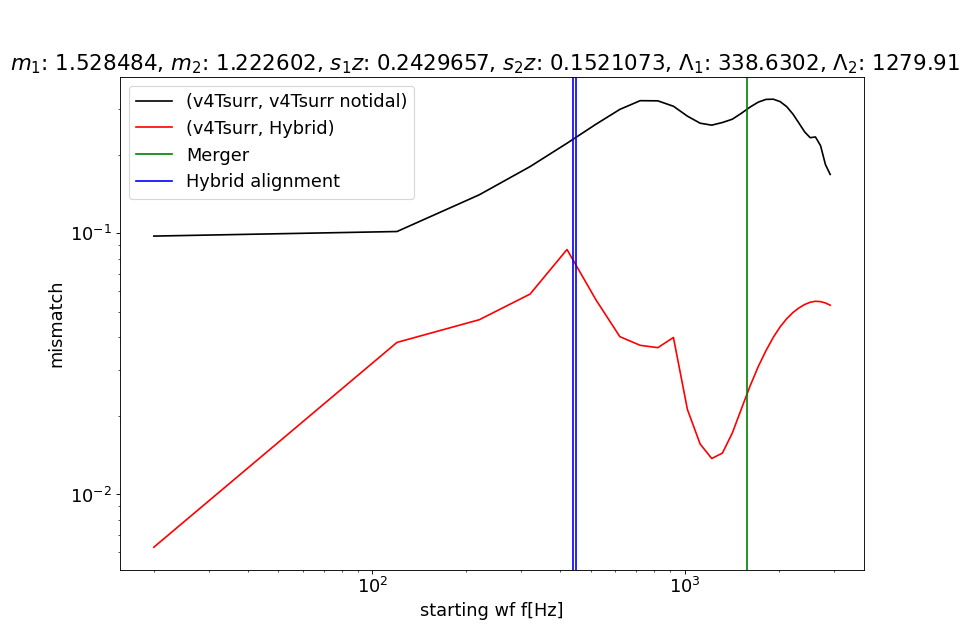 m₁: 1.528484, m₂: 1.222602, s₁z: 0.2429657, s₂z: 0.1521073, Λ₁: 338.6302, Λ₂: 1279.91
(v4Tsurr, v4Tsurr notidal)
(v4Tsurr, Hybrid)
Merger
Hybrid alignment
mismatch
10⁻¹
10⁻²
10² 10³
starting wf f[Hz]